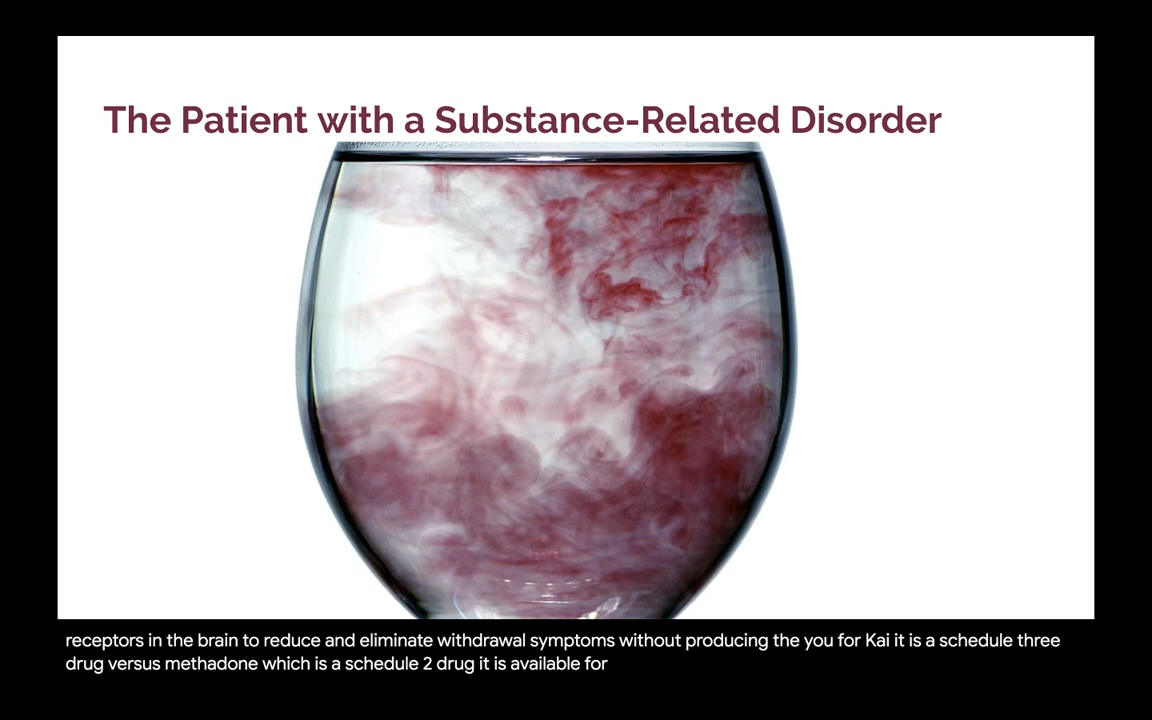 The Patient with a Substance-Related Disorder
receptors in the brain to reduce and eliminate withdrawal symptoms without producing the you for Kai it is a schedule three
drug versus methadone which is a schedule 2 drug it is available for